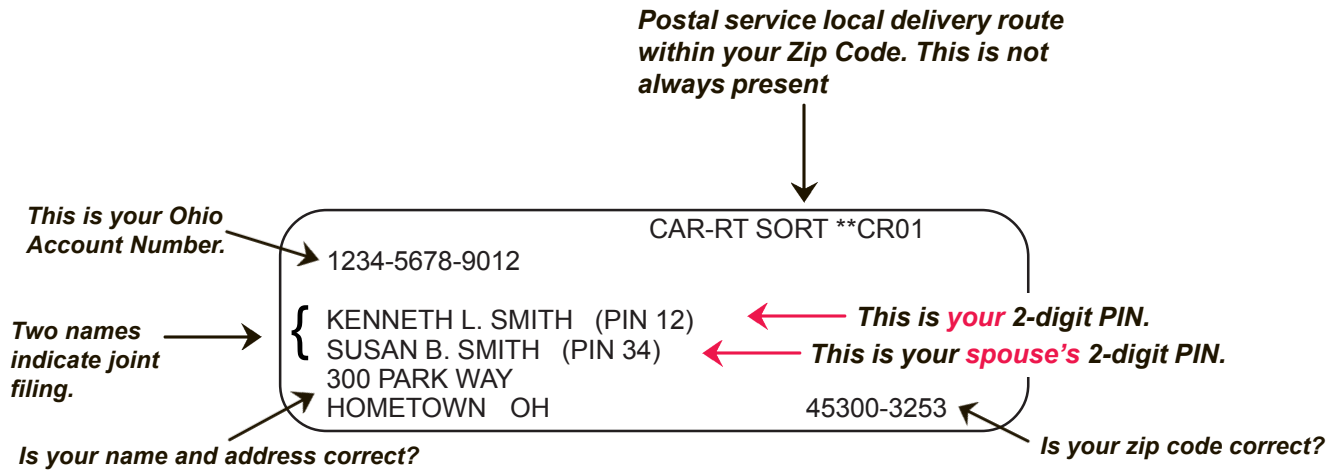 Postal service local delivery route
within your Zip Code. This is not
always present
This is your Ohio
Account Number.
CAR-RT SORT **CR01
1234-5678-9012
Two names
indicate joint
filing.
{
KENNETH L. SMITH (PIN 12)
This is your 2-digit PIN.
SUSAN B. SMITH (PIN 34)
This is your spouse's 2-digit PIN.
300 PARK WAY
HOMETOWN OH 45300-3253
Is your name and address correct?
Is your zip code correct?